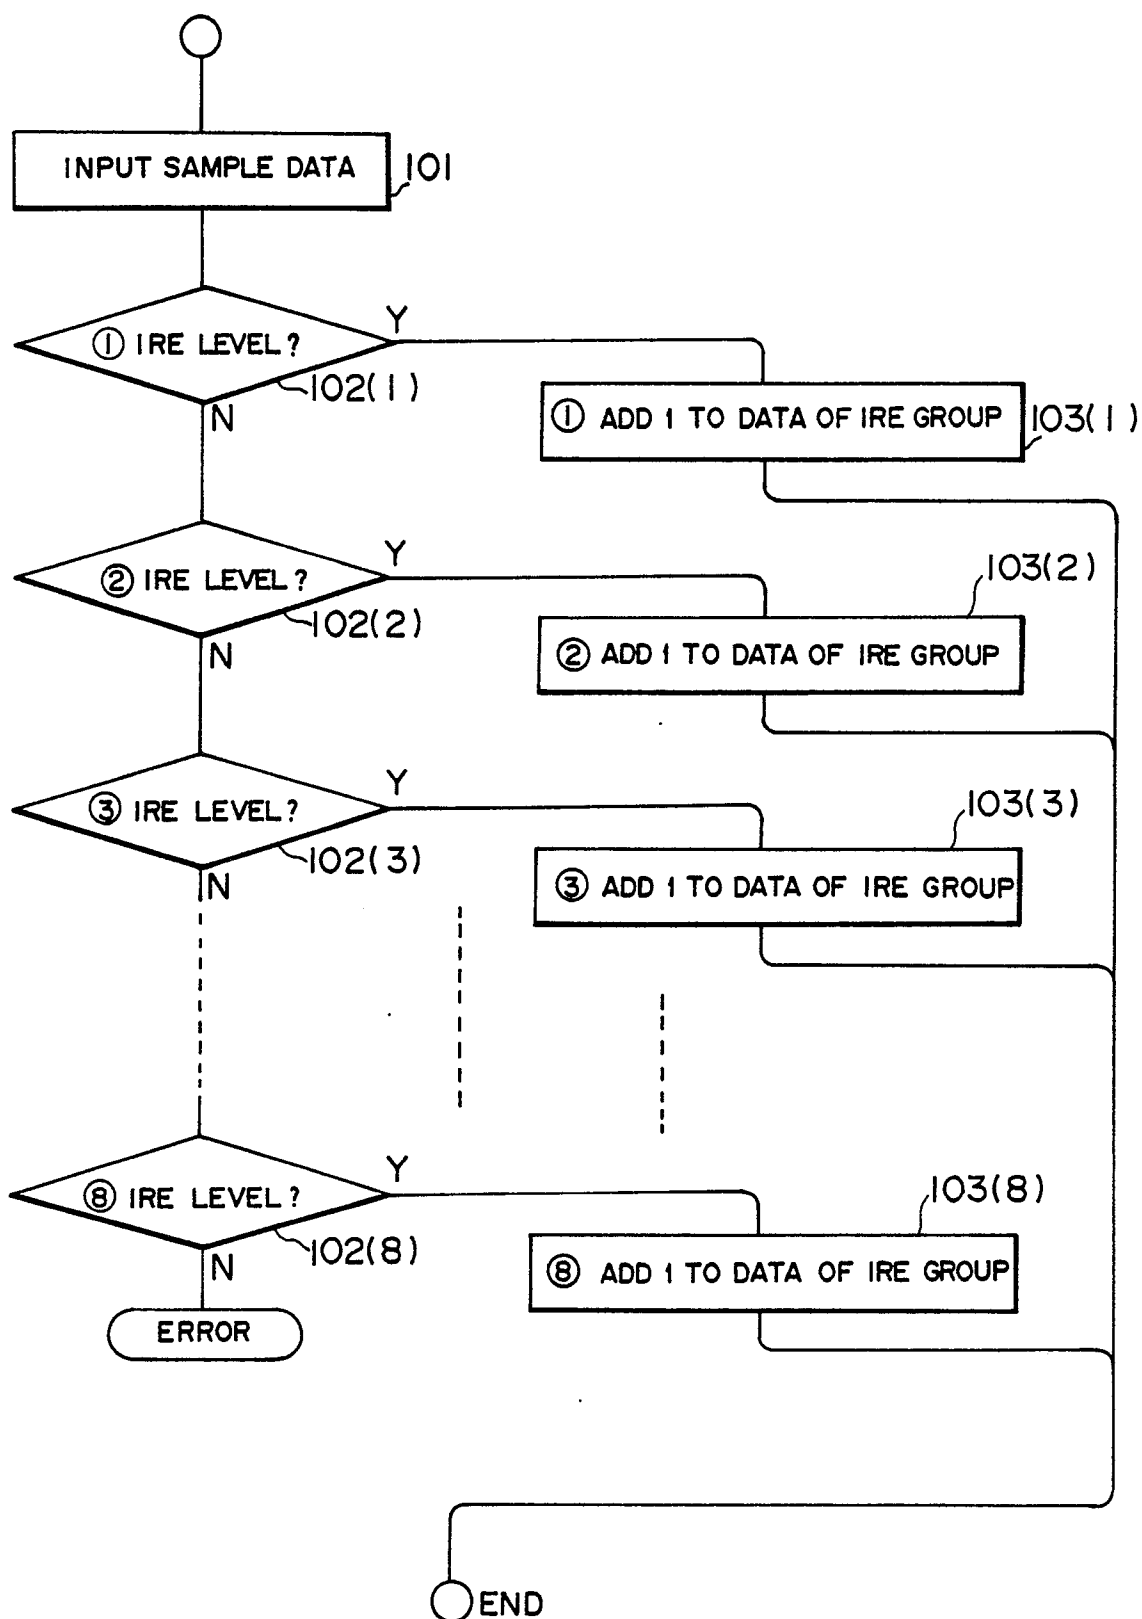 INPUT SAMPLE DATA
101
① IRE LEVEL?
Y
102(1)
N
① ADD 1 TO DATA OF IRE GROUP
103(1)
② IRE LEVEL?
Y
102(2)
N
103(2)
② ADD 1 TO DATA OF IRE GROUP
③ IRE LEVEL?
Y
102(3)
N
103(3)
③ ADD 1 TO DATA OF IRE GROUP
⑧ IRE LEVEL?
Y
102(8)
N
103(8)
⑧ ADD 1 TO DATA OF IRE GROUP
ERROR
END